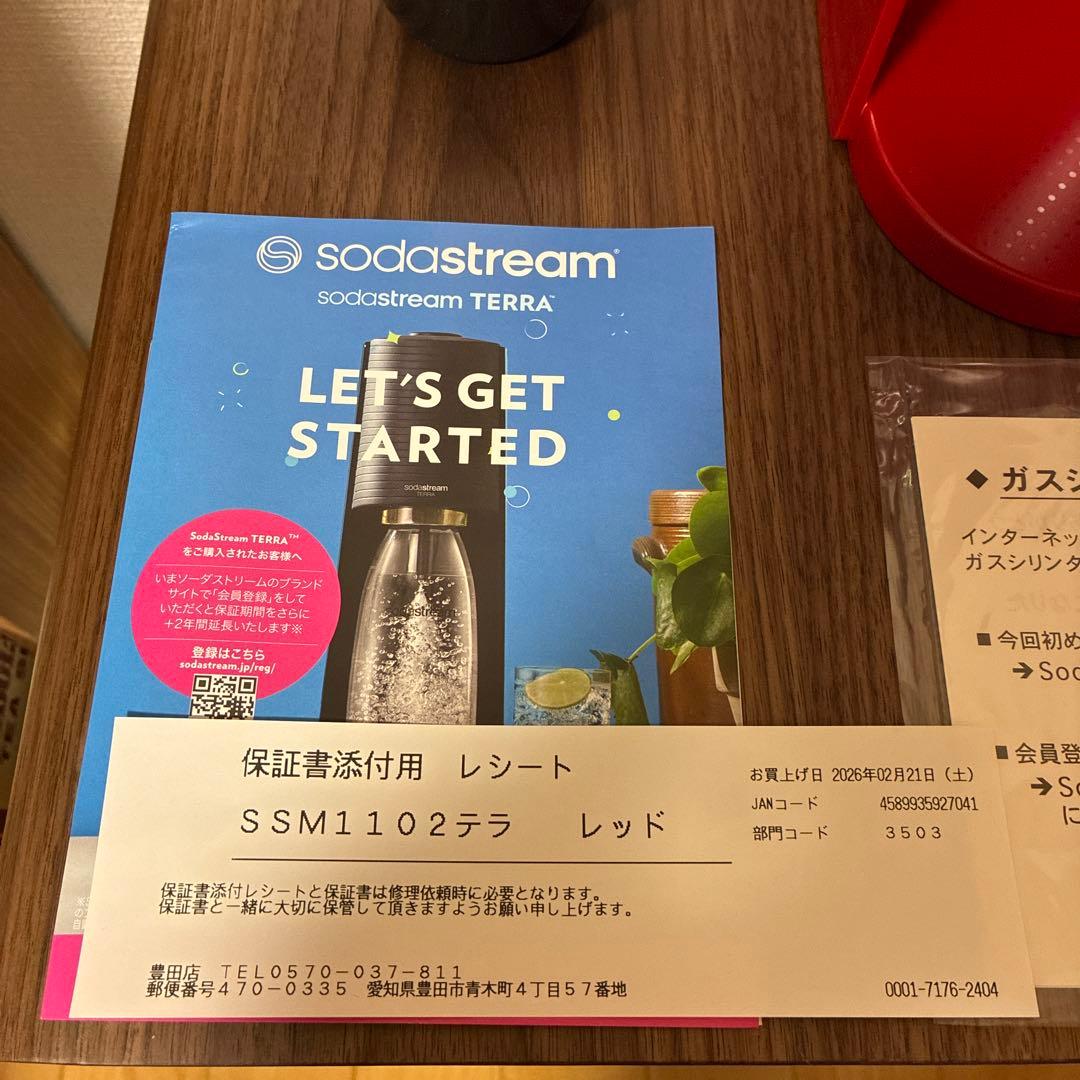 sodastream
sodastream TERRA™
LET'S GET
STARTED
sodastream
TERRA
SodaStream TERRA™
をご購入されたお客様へ
いまソーダストリームのブランド
サイトで「会員登録」をして
いただくと保証期間をさらに
+2年間延長いたします※
登録はこちら
sodastream.jp/reg/
sodastream
◆ ガス
インターネッ
ガスシリンタ
■ 今回初め
→ Soc
■ 会員登
→ So
に
保証書添付用 レシート
SSM1102テラ レッド
お買上げ日 2026年02月21日(土)
JANコード 4589935927041
部門コード 3503
保証書添付レシートと保証書は修理依頼時に必要となります。
保証書と一緒に大切に保管して頂きますようお願い申し上げます。
豊田店 TEL0570-037-811
郵便番号470-0335 愛知県豊田市青木町4丁目57番地
0001-7176-2404